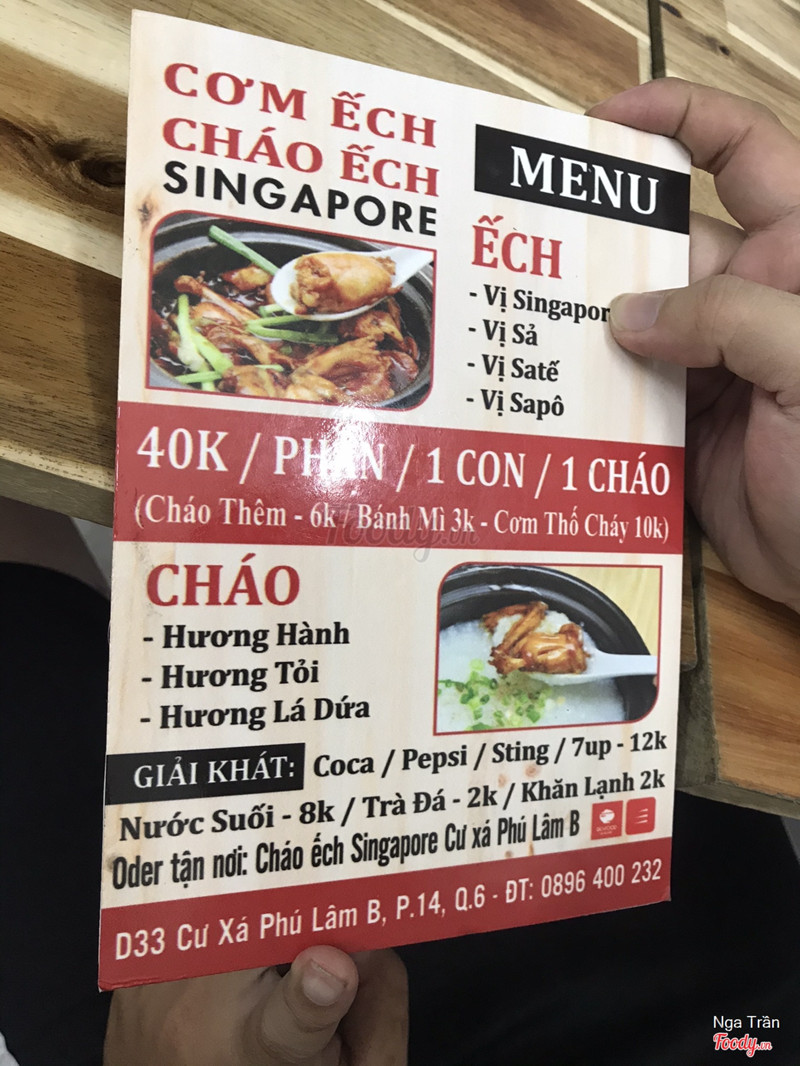 CƠM ẾCH
CHÁO ẾCH
SINGAPORE
MENU
ẾCH
- Vị Singapor
- Vị Sả
- Vị Satế
- Vị Sapô
40K / PHẦN / 1 CON / 1 CHÁO
(Cháo Thêm - 6k Bánh Mì 3k - Cơm Thố Cháy 10k)
Foody.vn
CHÁO
- Hương Hành
- Hương Tỏi
- Hương Lá Dứa
GIẢI KHÁT: Coca / Pepsi / Sting / 7up - 12k
Nước Suối - 8k / Trà Đá - 2k / Khăn Lạnh 2k
Oder tận nơi: Cháo ếch Singapore Cư xá Phú Lâm B
D33 Cư Xá Phú Lâm B, P.14, Q.6 - ĐT: 0896 400 232
Nga Trần
Foody.vn